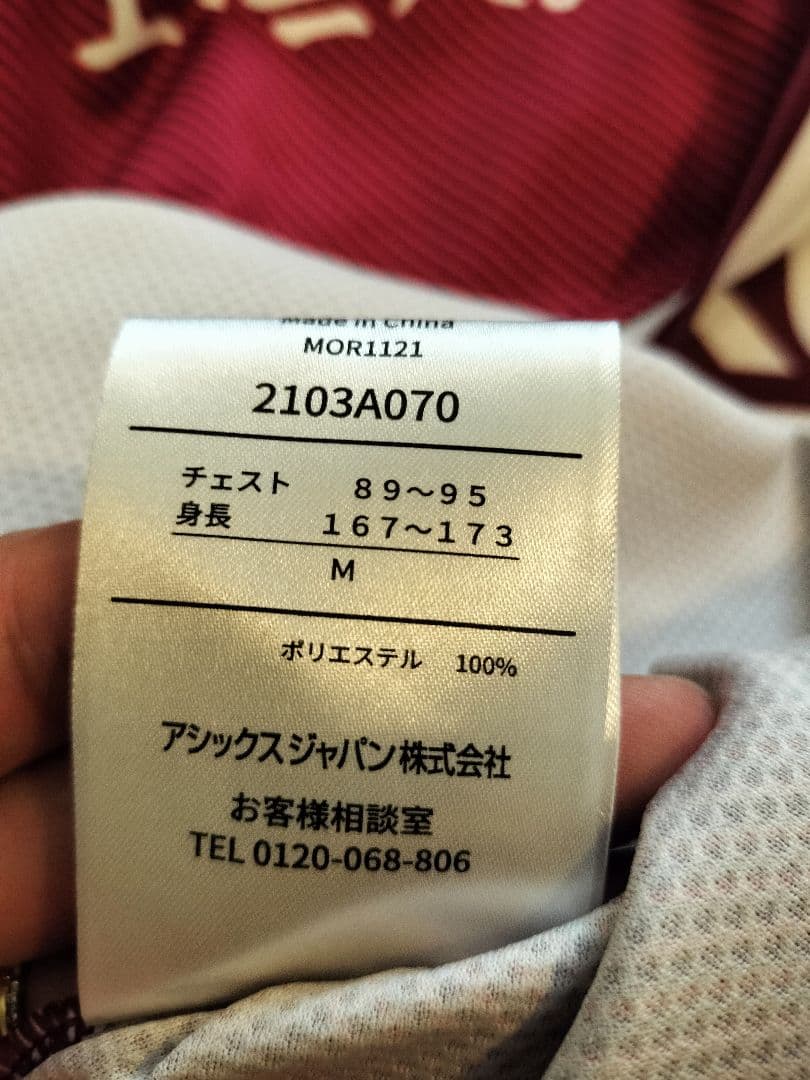 Made in China
MOR1121
2103A070
チェスト 89～95
身長 167～173
M
ポリエステル 100%
アシックスジャパン株式会社
お客様相談室
TEL 0120-068-806